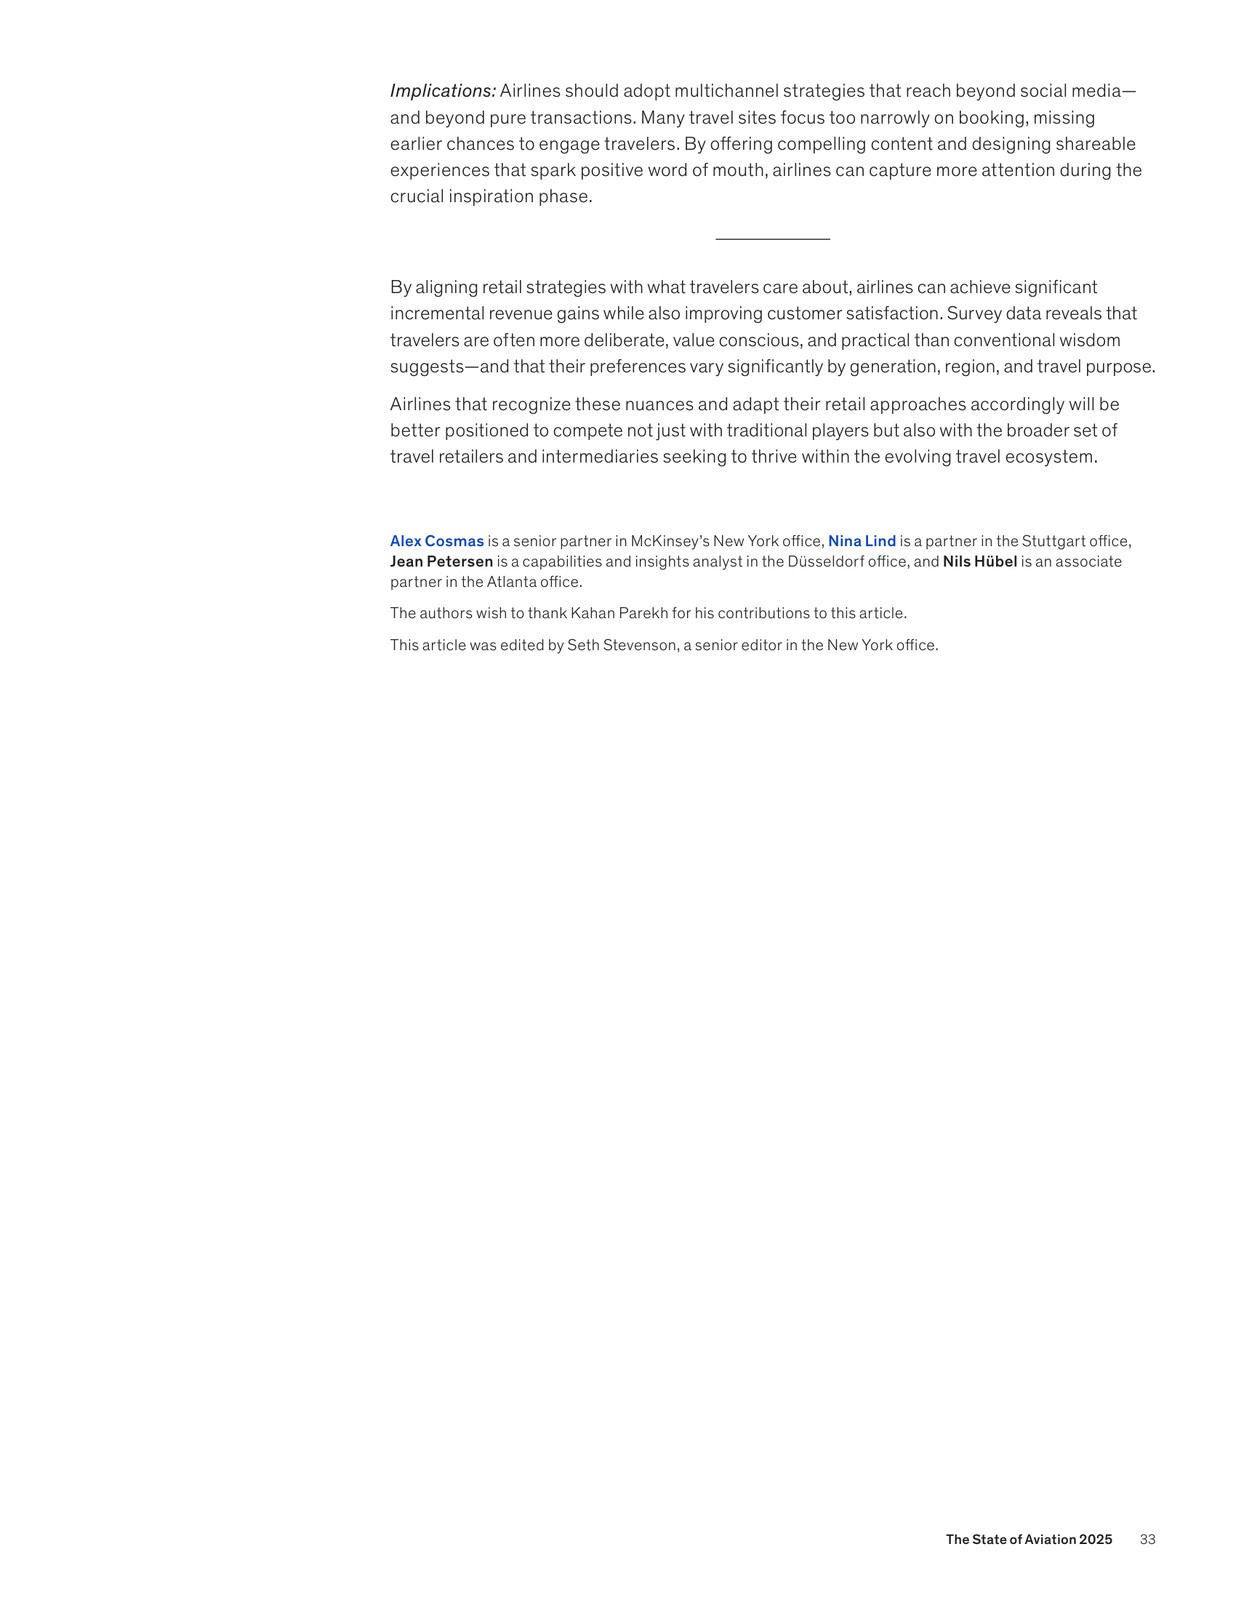 Implications: Airlines should adopt multichannel strategies that reach beyond social media—
and beyond pure transactions. Many travel sites focus too narrowly on booking, missing
earlier chances to engage travelers. By offering compelling content and designing shareable
experiences that spark positive word of mouth, airlines can capture more attention during the
crucial inspiration phase.
By aligning retail strategies with what travelers care about, airlines can achieve significant
incremental revenue gains while also improving customer satisfaction. Survey data reveals that
travelers are often more deliberate, value conscious, and practical than conventional wisdom
suggests—and that their preferences vary significantly by generation, region, and travel purpose.
Airlines that recognize these nuances and adapt their retail approaches accordingly will be
better positioned to compete not just with traditional players but also with the broader set of
travel retailers and intermediaries seeking to thrive within the evolving travel ecosystem.
Alex Cosmas is a senior partner in McKinsey’s New York office, Nina Lind is a partner in the Stuttgart office,
Jean Petersen is a capabilities and insights analyst in the Düsseldorf office, and Nils Hübel is an associate
partner in the Atlanta office.
The authors wish to thank Kahan Parekh for his contributions to this article.
This article was edited by Seth Stevenson, a senior editor in the New York office.
The State of Aviation 2025 33